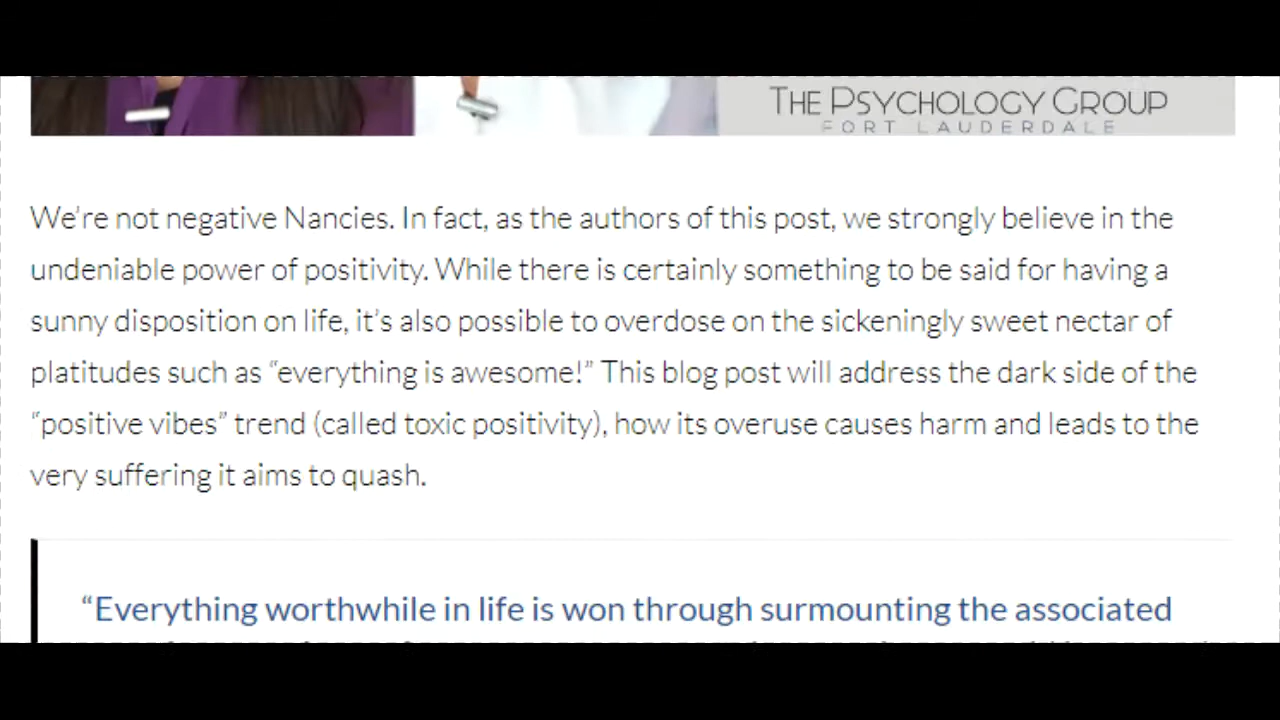 THE PSYCHOLOGY GROUP
FORT LAUDERDALE
We’re not negative Nancies. In fact, as the authors of this post, we strongly believe in the
undeniable power of positivity. While there is certainly something to be said for having a
sunny disposition on life, it’s also possible to overdose on the sickeningly sweet nectar of
platitudes such as “everything is awesome!” This blog post will address the dark side of the
“positive vibes” trend (called toxic positivity), how its overuse causes harm and leads to the
very suffering it aims to quash.
“Everything worthwhile in life is won through surmounting the associated